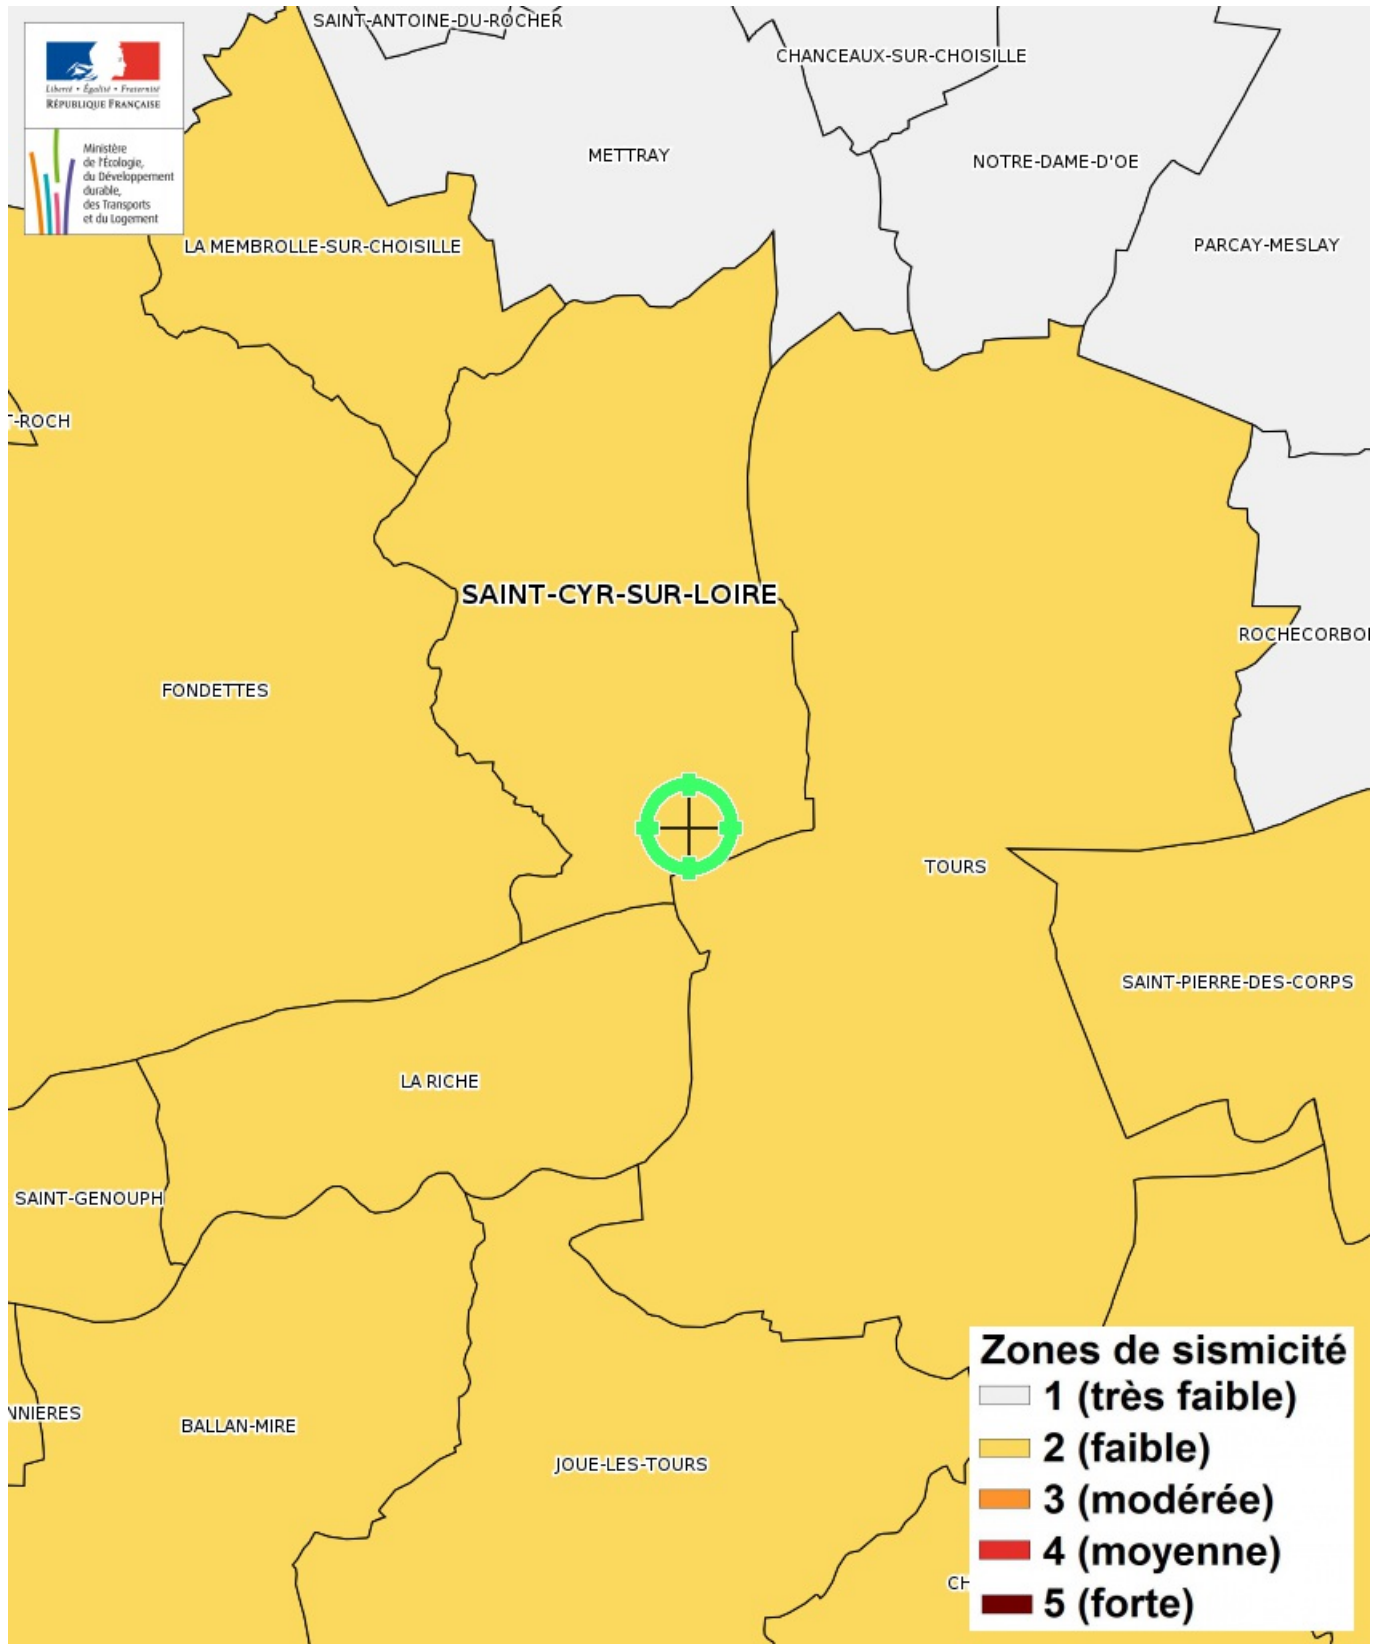 SAINT-ANTOINE-DU-ROCHER
CHANCEAUX-SUR-CHOISILLE
Liberté • Égalité • Fraternité
RÉPUBLIQUE FRANÇAISE
Ministère
de l'Écologie,
du Développement
durable,
des Transports
et du Logement
METTRAY
NOTRE-DAME-D'OE
LA MEMBROLLE-SUR-CHOISILLE
PARCAY-MESLAY
T-ROCH
SAINT-CYR-SUR-LOIRE
ROCHECORBO
FONDETTES
TOURS
SAINT-PIERRE-DES-CORPS
LA RICHE
SAINT-GENOUPH
NNIERES
BALLAN-MIRE
JOUE-LES-TOURS
CH
Zones de sismicité
1 (très faible)
2 (faible)
3 (modérée)
4 (moyenne)
5 (forte)